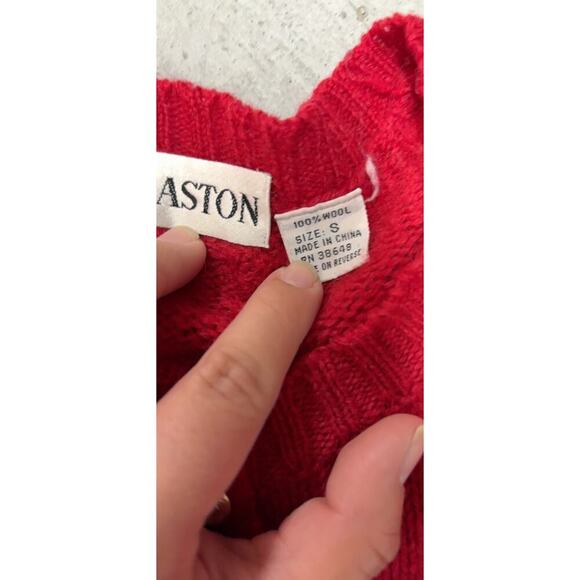 ASTON
100% WOOL
SIZE: S
MADE IN CHINA
RN 38649
ON REVERSE